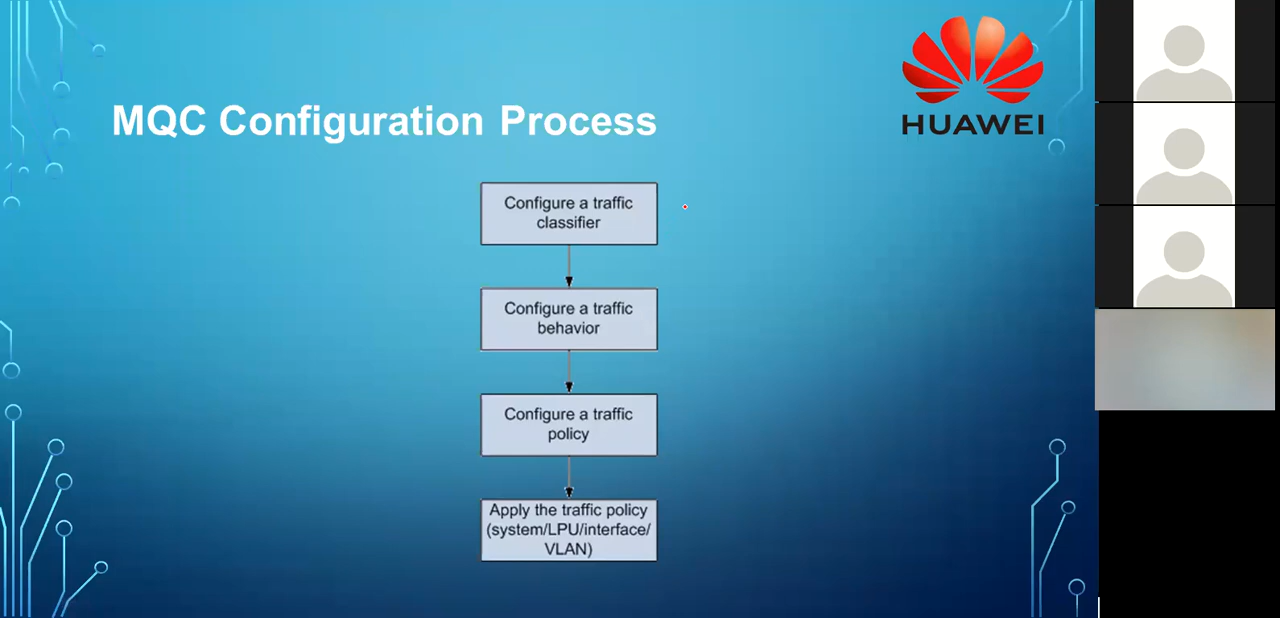 HUAWEI
MQC Configuration Process
Configure a traffic
classifier
Configure a traffic
behavior
Configure a traffic
policy
Apply the traffic policy
(system/LPU/interface/
VLAN)